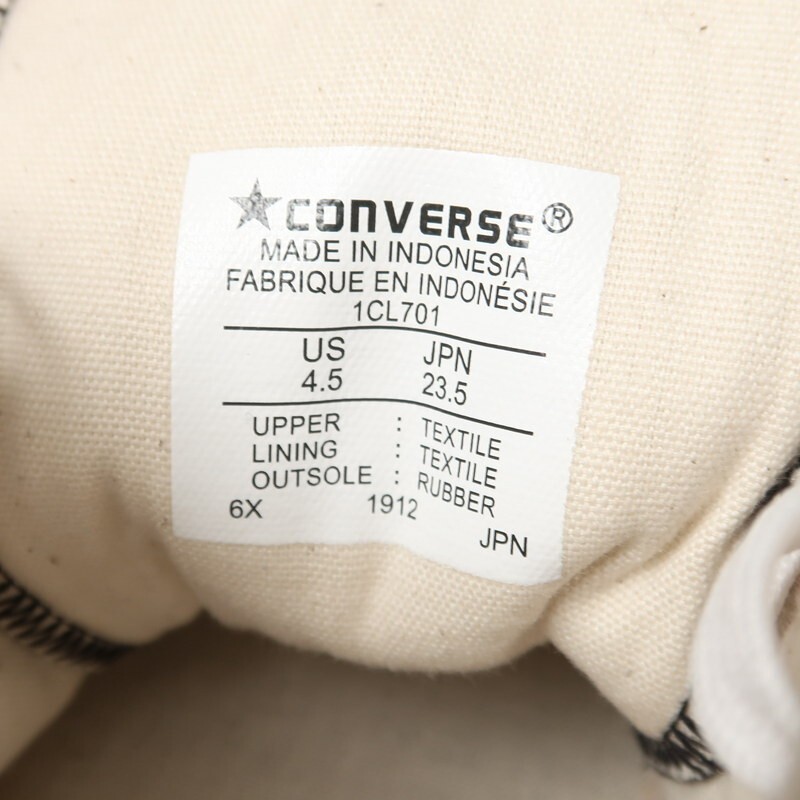 ★CONVERSE®
MADE IN INDONESIA
FABRIQUE EN INDONÉSIE
1CL701
US JPN
4.5 23.5
UPPER : TEXTILE
LINING : TEXTILE
OUTSOLE : RUBBER
6X 1912
JPN